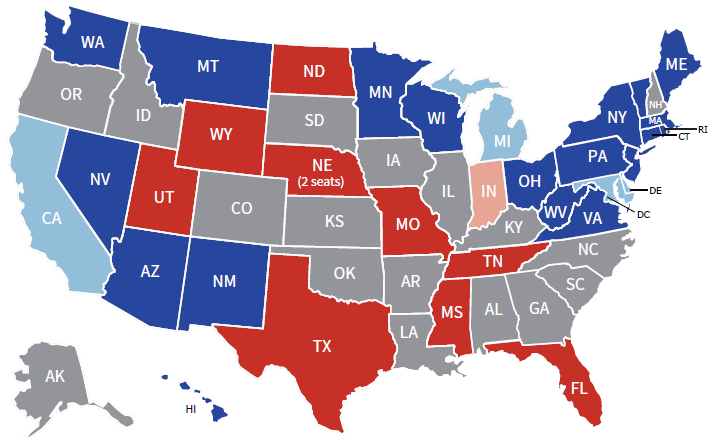 WA
MT
ND
MN
ME
OR
ID
SD
WI
MI
NY
NH
MA
RI
CT
WY
NV
UT
NE
(2 seats)
IA
IL
IN
OH
PA
DE
DC
CA
CO
KS
MO
KY
WV
VA
AZ
NM
OK
AR
TN
NC
SC
TX
LA
MS
AL
GA
FL
AK
HI